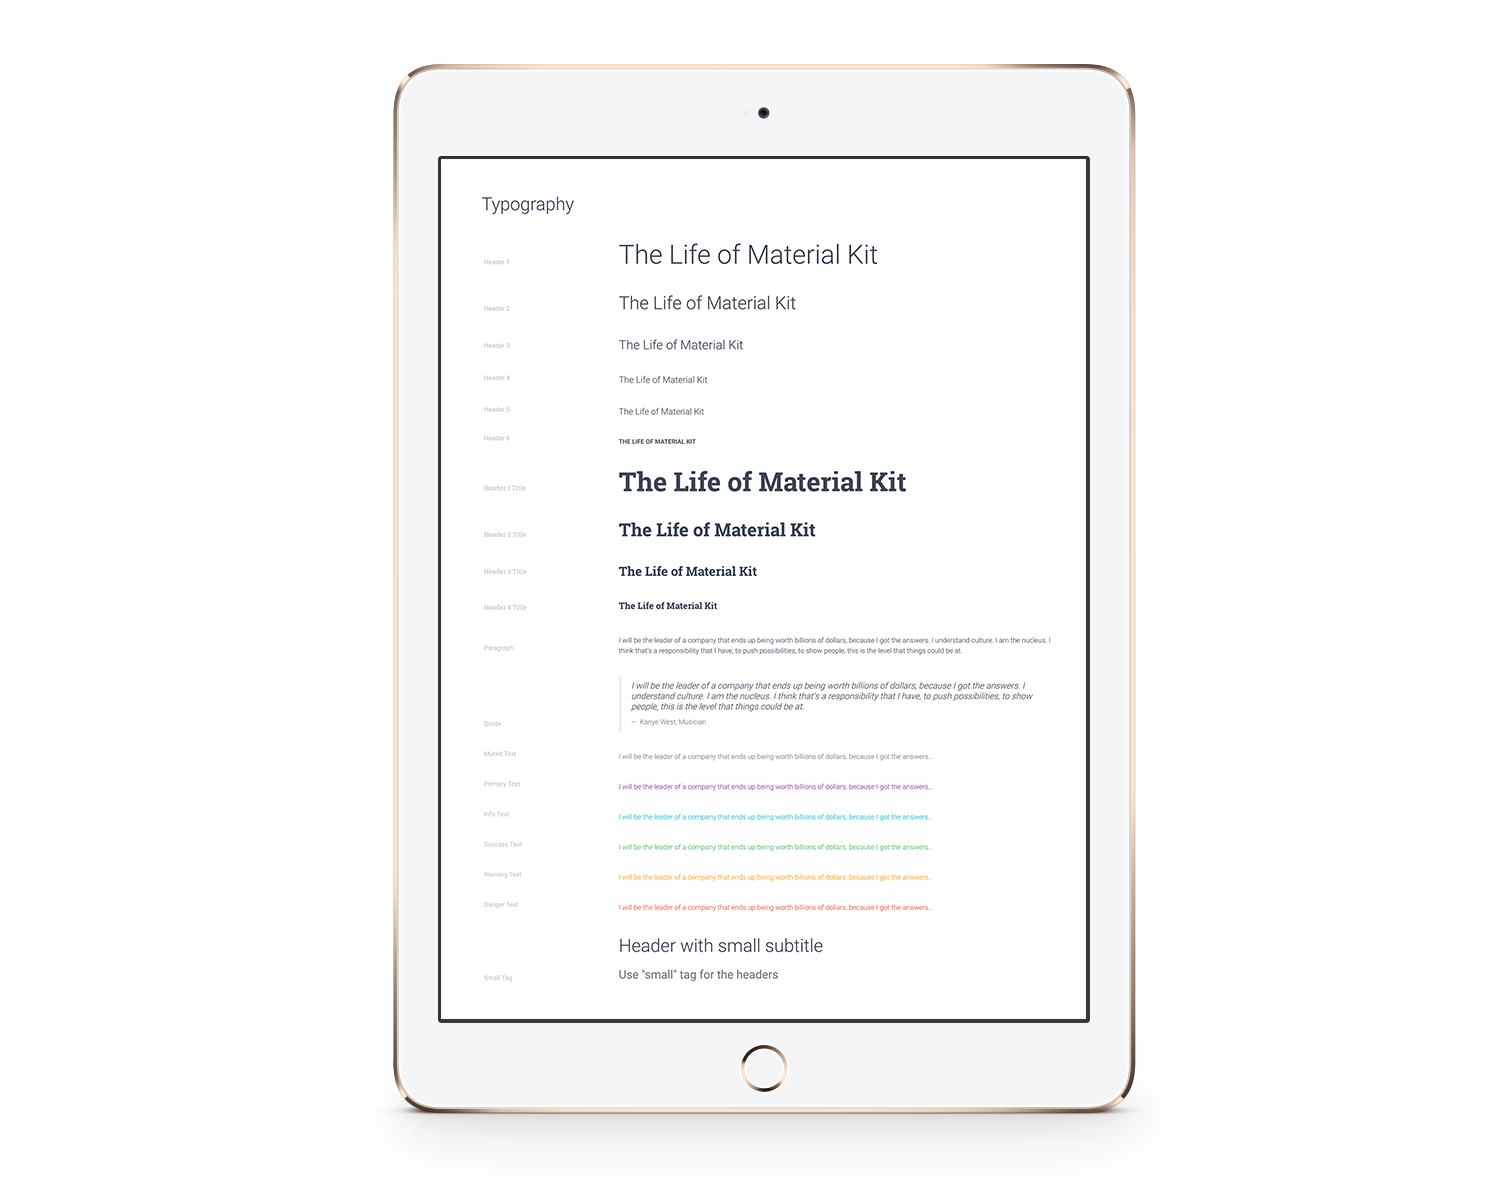 Typography
Header 1
The Life of Material Kit
Header 2
The Life of Material Kit
Header 3
The Life of Material Kit
Header 4
The Life of Material Kit
Header 5
The Life of Material Kit
Header 6
THE LIFE OF MATERIAL KIT
Header 1 Title
The Life of Material Kit
Header 2 Title
The Life of Material Kit
Header 3 Title
The Life of Material Kit
Header 4 Title
The Life of Material Kit
Paragraph
I will be the leader of a company that ends up being worth billions of dollars, because I got the answers. I understand culture. I am the nucleus. I
think that's a responsibility that I have, to push possibilities, to show people, this is the level that things could be at.
Quote
I will be the leader of a company that ends up being worth billions of dollars, because I got the answers. I
understand culture. I am the nucleus. I think that's a responsibility that I have, to push possibilities, to show
people, this is the level that things could be at.
— Kanye West, Musician
Muted Text
I will be the leader of a company that ends up being worth billions of dollars, because I got the answers...
Primary Text
I will be the leader of a company that ends up being worth billions of dollars, because I got the answers...
Info Text
I will be the leader of a company that ends up being worth billions of dollars, because I got the answers...
Success Text
I will be the leader of a company that ends up being worth billions of dollars, because I got the answers...
Warning Text
I will be the leader of a company that ends up being worth billions of dollars, because I got the answers...
Danger Text
I will be the leader of a company that ends up being worth billions of dollars, because I got the answers...
Header with small subtitle
Small Tag
Use "small" tag for the headers